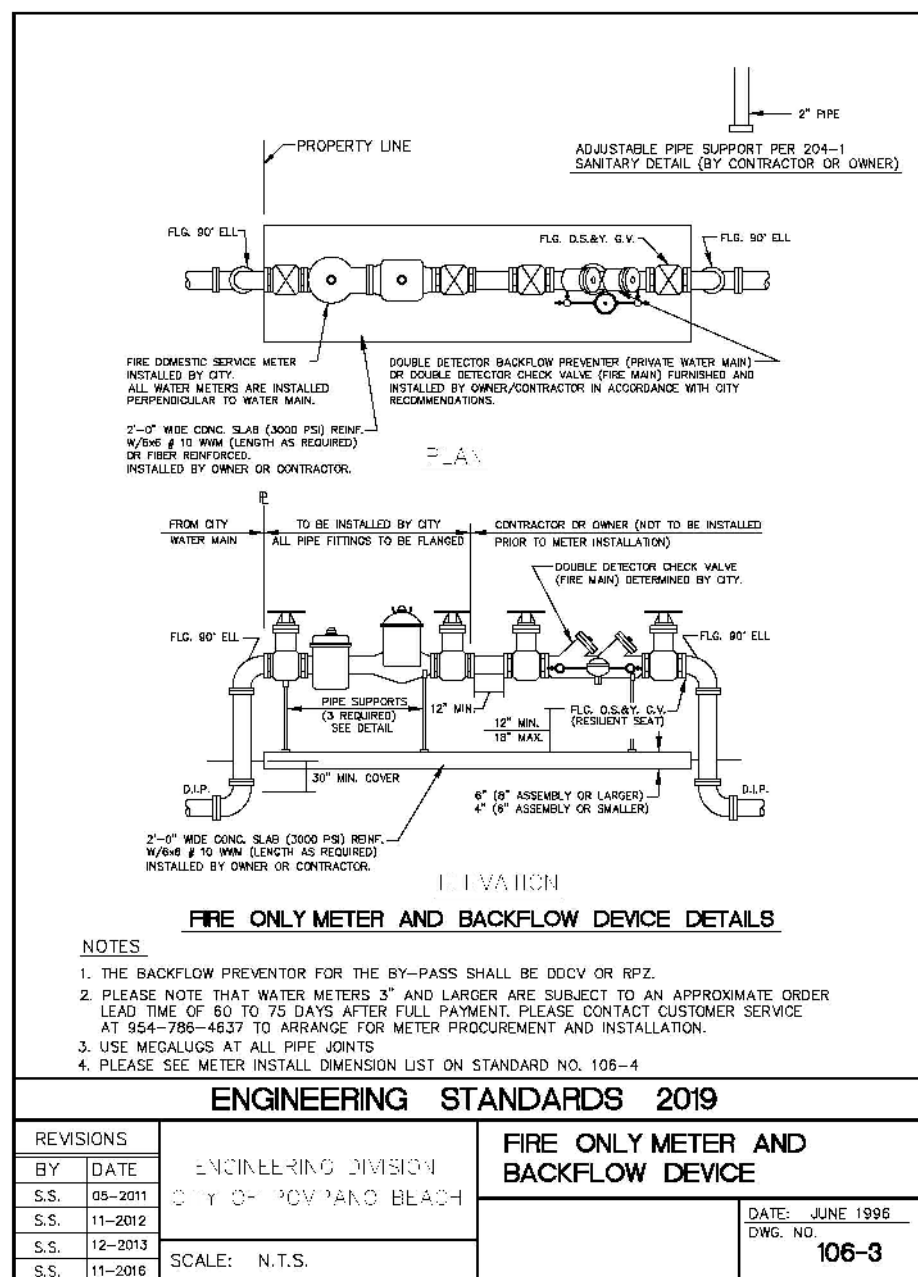 2" PIPE
ADJUSTABLE PIPE SUPPORT PER 204-1
SANITARY DETAIL (BY CONTRACTOR OR OWNER)
PROPERTY LINE
FLG. 90° ELL
FLG. O.S.&Y. G.V.
FLG. 90° ELL
FIRE DOMESTIC SERVICE METER
INSTALLED BY CITY.
ALL WATER METERS ARE INSTALLED
PERPENDICULAR TO WATER MAIN.
DOUBLE DETECTOR BACKFLOW PREVENTER (PRIVATE WATER MAIN)
OR DOUBLE DETECTOR CHECK VALVE (FIRE MAIN) FURNISHED AND
INSTALLED BY OWNER/CONTRACTOR IN ACCORDANCE WITH CITY
RECOMMENDATIONS.
2'-0" WIDE CONC. SLAB (3000 PSI) REINF.
W/6x6 # 10 WWM (LENGTH AS REQUIRED)
OR FIBER REINFORCED.
INSTALLED BY OWNER OR CONTRACTOR.
PLAN
PL
FROM CITY
WATER MAIN
TO BE INSTALLED BY CITY
ALL PIPE FITTINGS TO BE FLANGED
CONTRACTOR OR OWNER (NOT TO BE INSTALLED
PRIOR TO METER INSTALLATION)
DOUBLE DETECTOR CHECK VALVE
(FIRE MAIN) DETERMINED BY CITY.
FLG. 90° ELL
FLG. 90° ELL
PIPE SUPPORTS
(3 REQUIRED)
SEE DETAIL
12" MIN.
12" MIN.
18" MAX.
FLG. O.S.&Y. G.V.
(RESILIENT SEAT)
30" MIN. COVER
D.I.P.
D.I.P.
6" (8" ASSEMBLY OR LARGER)
4" (6" ASSEMBLY OR SMALLER)
2'-0" WIDE CONC. SLAB (3000 PSI) REINF.
W/6x6 # 10 WWM (LENGTH AS REQUIRED)
INSTALLED BY OWNER OR CONTRACTOR.
ELEVATION
FIRE ONLY METER AND BACKFLOW DEVICE DETAILS
NOTES
1. THE BACKFLOW PREVENTOR FOR THE BY-PASS SHALL BE DDCV OR RPZ.
2. PLEASE NOTE THAT WATER METERS 3" AND LARGER ARE SUBJECT TO AN APPROXIMATE ORDER
LEAD TIME OF 60 TO 75 DAYS AFTER FULL PAYMENT. PLEASE CONTACT CUSTOMER SERVICE
AT 954-786-4637 TO ARRANGE FOR METER PROCUREMENT AND INSTALLATION.
3. USE MEGALUGS AT ALL PIPE JOINTS
4. PLEASE SEE METER INSTALL DIMENSION LIST ON STANDARD NO. 106-4
ENGINEERING STANDARDS 2019
REVISIONS
BY DATE
S.S. 05-2011
S.S. 11-2012
S.S. 12-2013
S.S. 11-2016
ENGINEERING DIVISION
CITY OF POMPANO BEACH
SCALE: N.T.S.
FIRE ONLY METER AND
BACKFLOW DEVICE
DATE: JUNE 1996
DWG. NO.
106-3